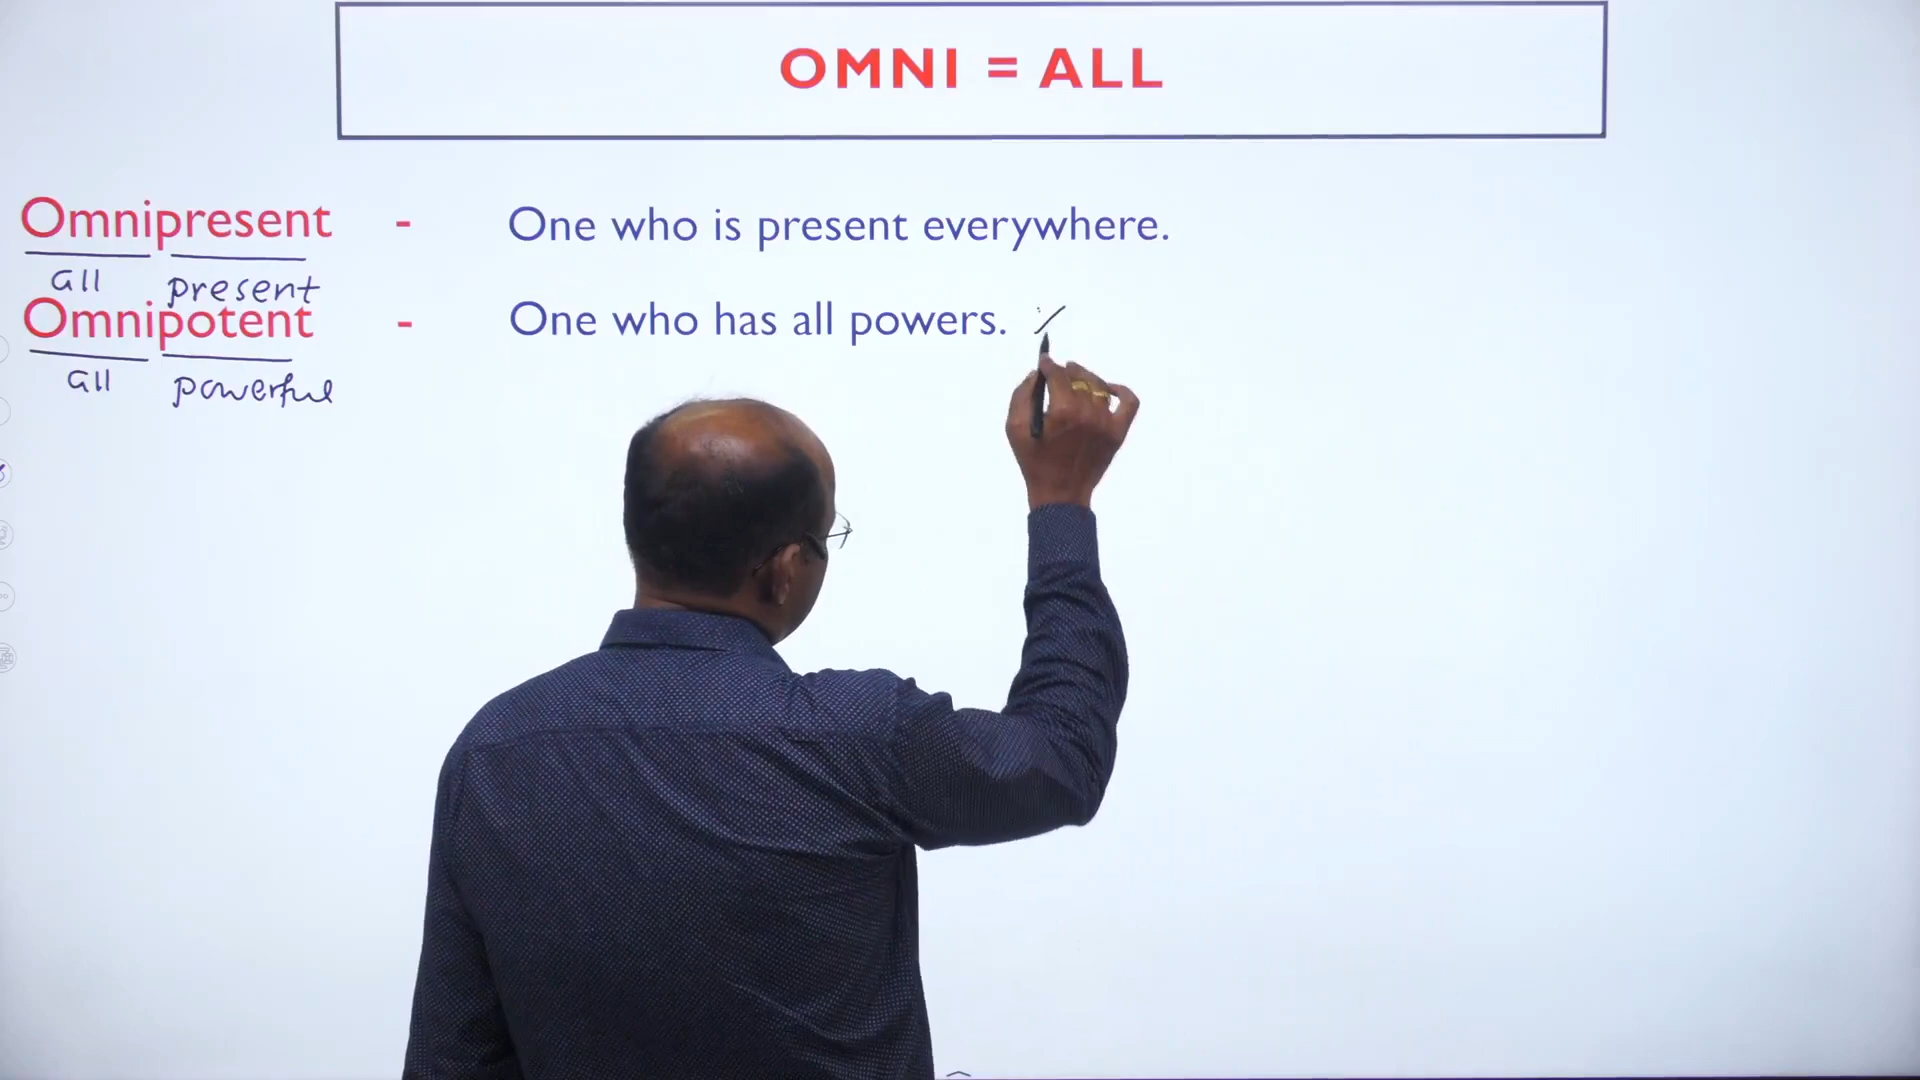 OMNI = ALL
Omnipresent - One who is present everywhere.
all present
Omnipotent - One who has all powers.
all powerful